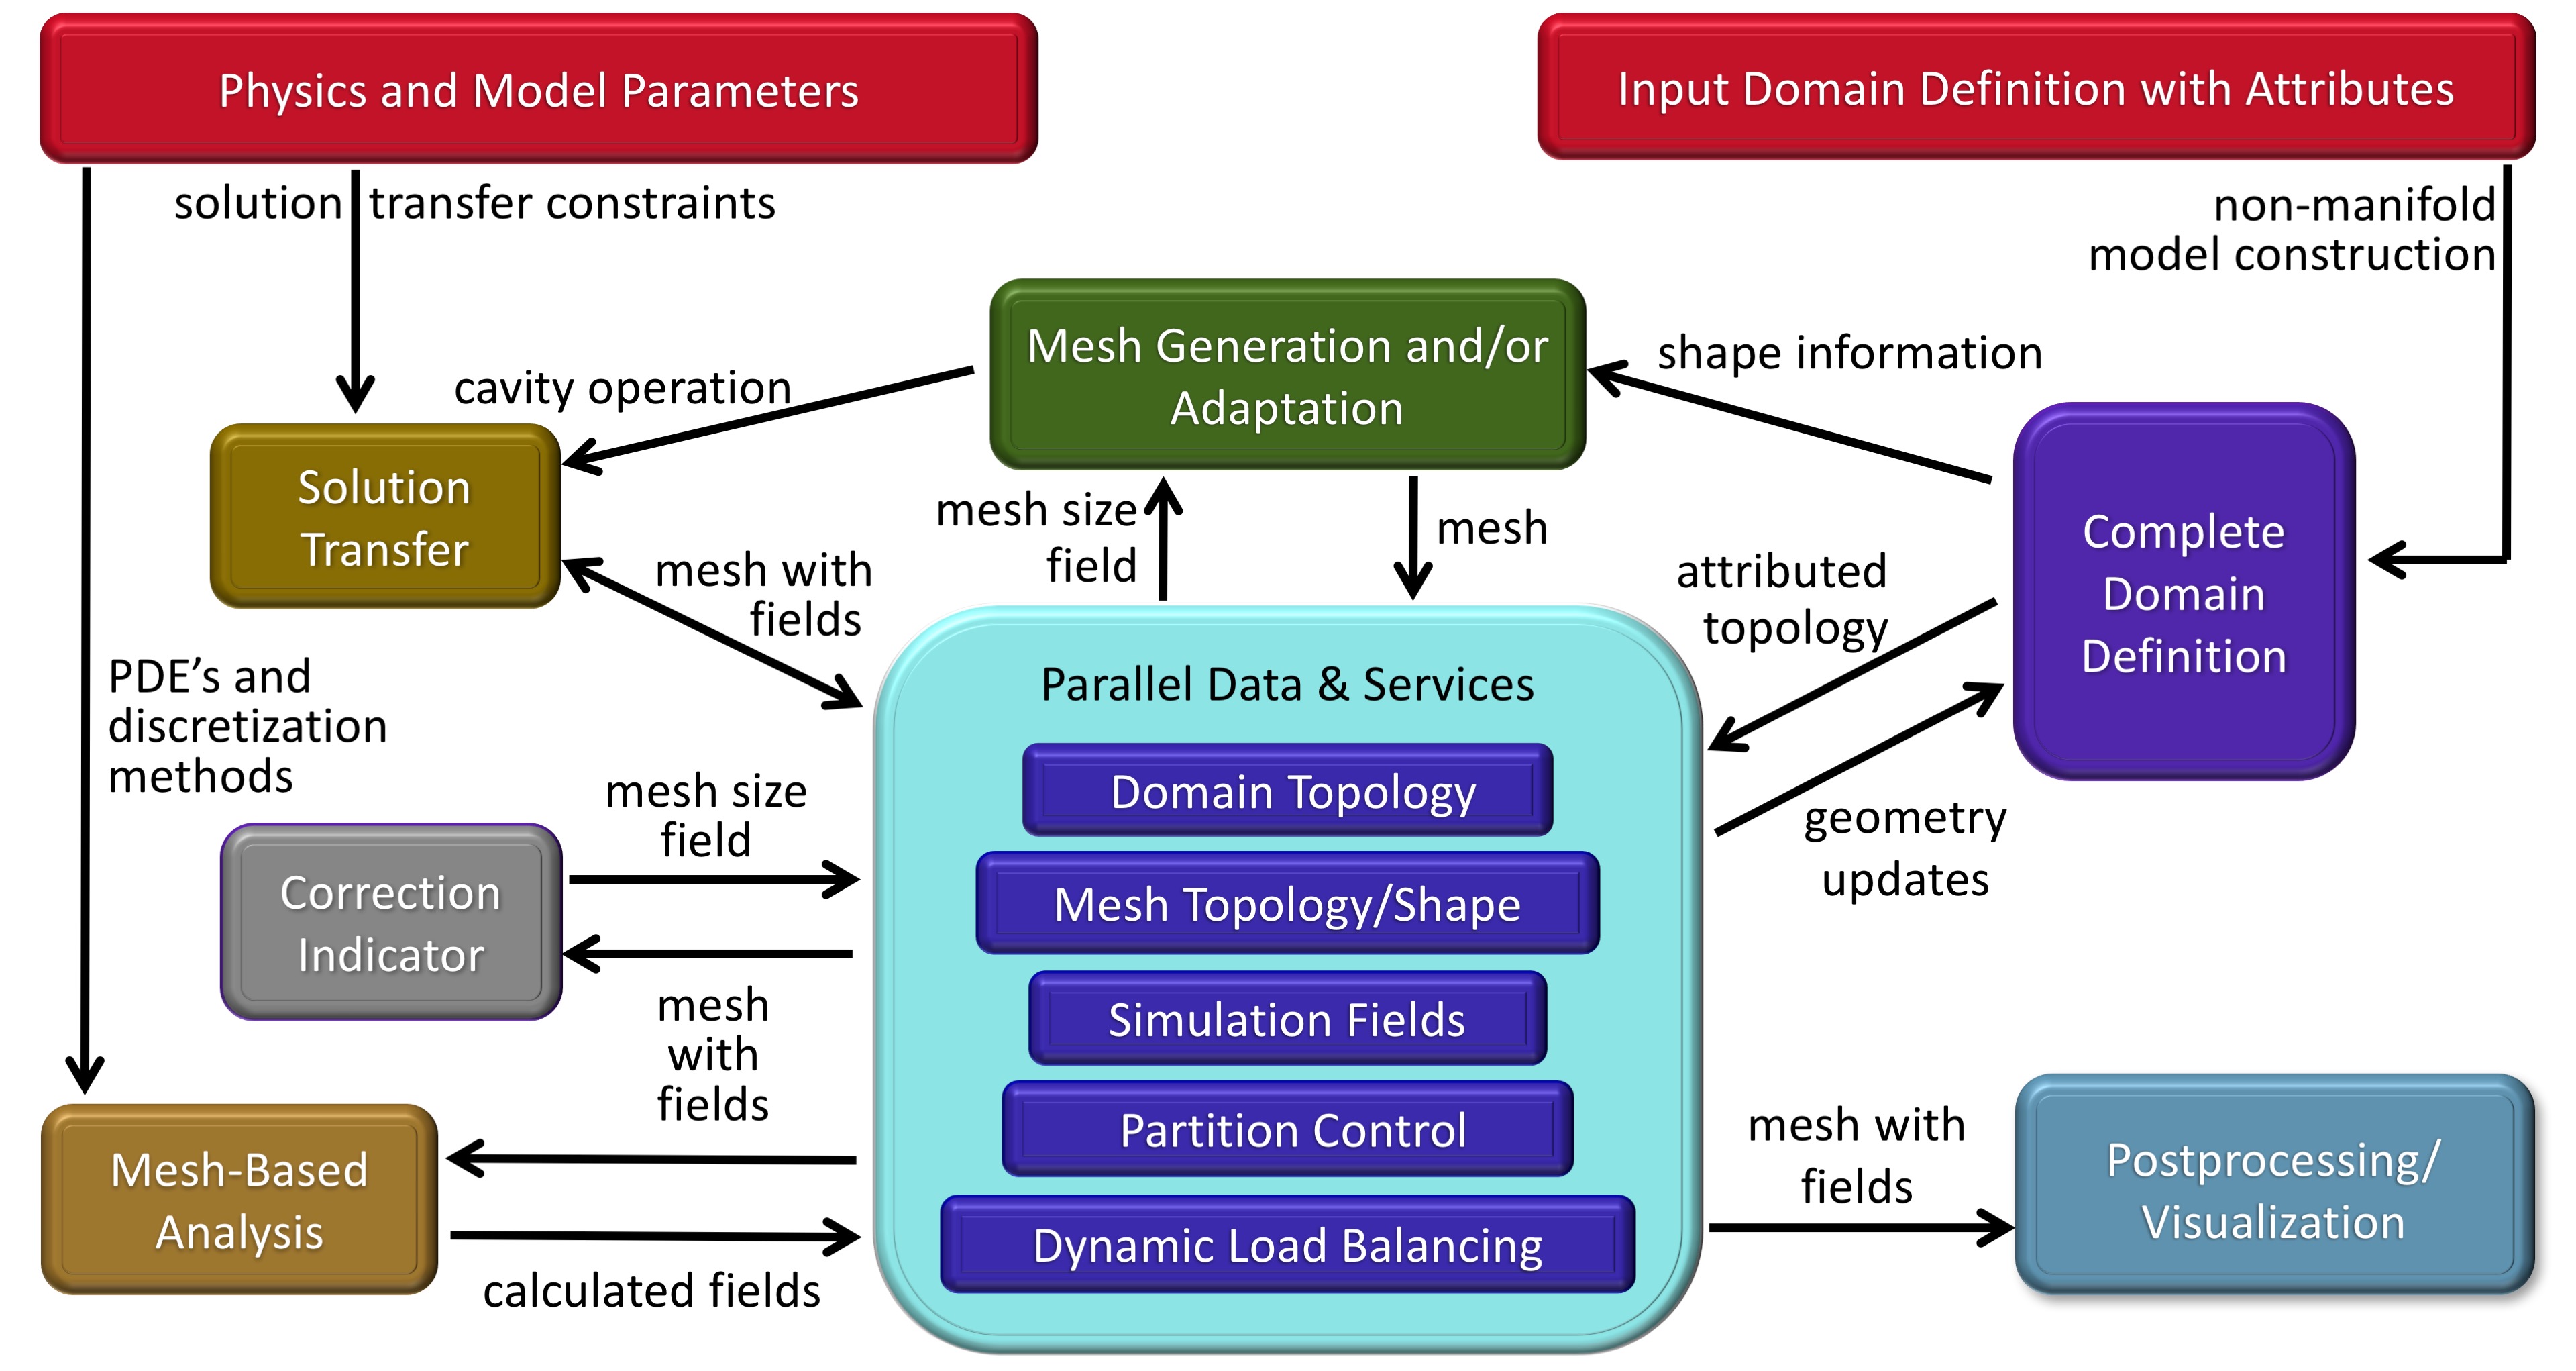 Physics and Model Parameters
Input Domain Definition with Attributes
solution transfer constraints
non-manifold
model construction
Mesh Generation and/or
Adaptation
shape information
cavity operation
Solution
Transfer
mesh size
field
mesh
Complete
Domain
Definition
mesh with
fields
attributed
topology
PDE’s and
discretization
methods
Parallel Data & Services
Domain Topology
Mesh Topology/Shape
Simulation Fields
Partition Control
Dynamic Load Balancing
mesh size
field
geometry
updates
Correction
Indicator
mesh
with
fields
Mesh-Based
Analysis
calculated fields
mesh with
fields
Postprocessing/
Visualization